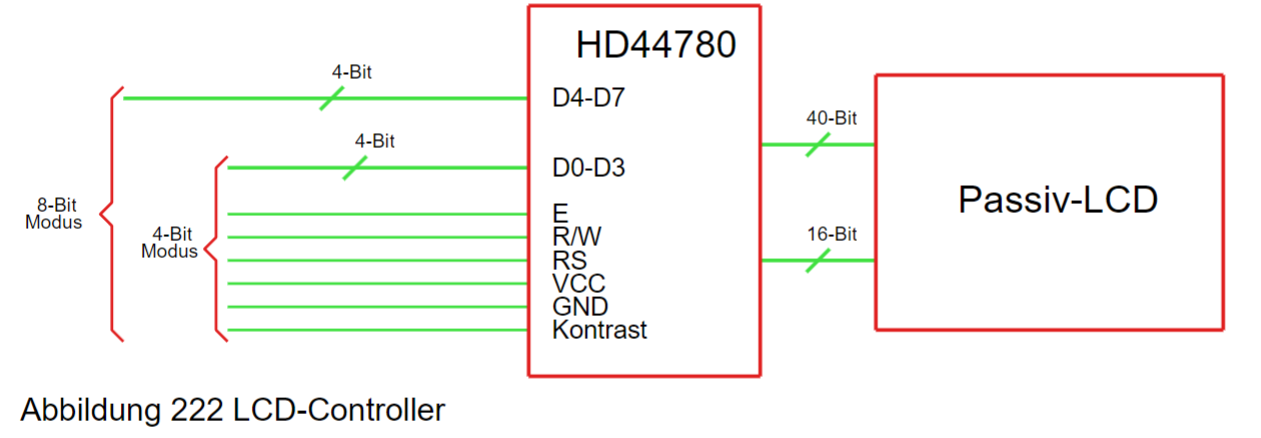 HD44780
4-Bit
D4-D7
40-Bit
4-Bit
D0-D3
8-Bit
Modus
4-Bit
Modus
E
R/W
RS
VCC
GND
Kontrast
Passiv-LCD
16-Bit
Abbildung 222 LCD-Controller